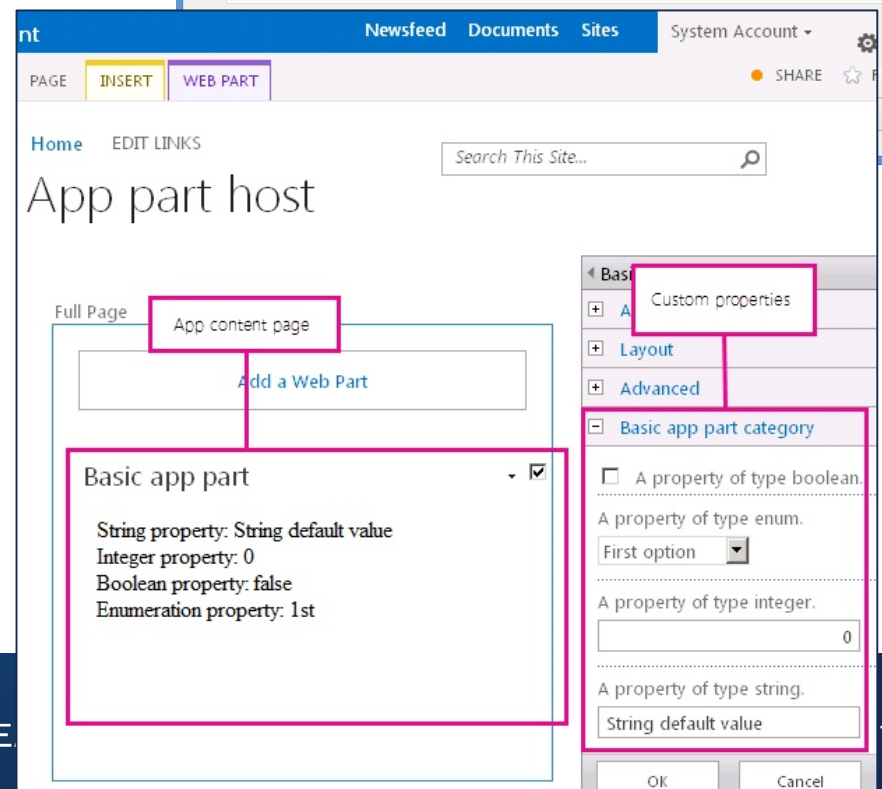 nt
Newsfeed Documents Sites System Account
PAGE INSERT WEB PART SHARE
Home EDIT LINKS
Search This Site...
App part host
Full Page
App content page
Add a Web Part
Basic app part
String property: String default value
Integer property: 0
Boolean property: false
Enumeration property: 1st
Custom properties
Layout
Advanced
Basic app part category
A property of type boolean.
A property of type enum.
First option
A property of type integer.
0
A property of type string.
String default value
OK Cancel